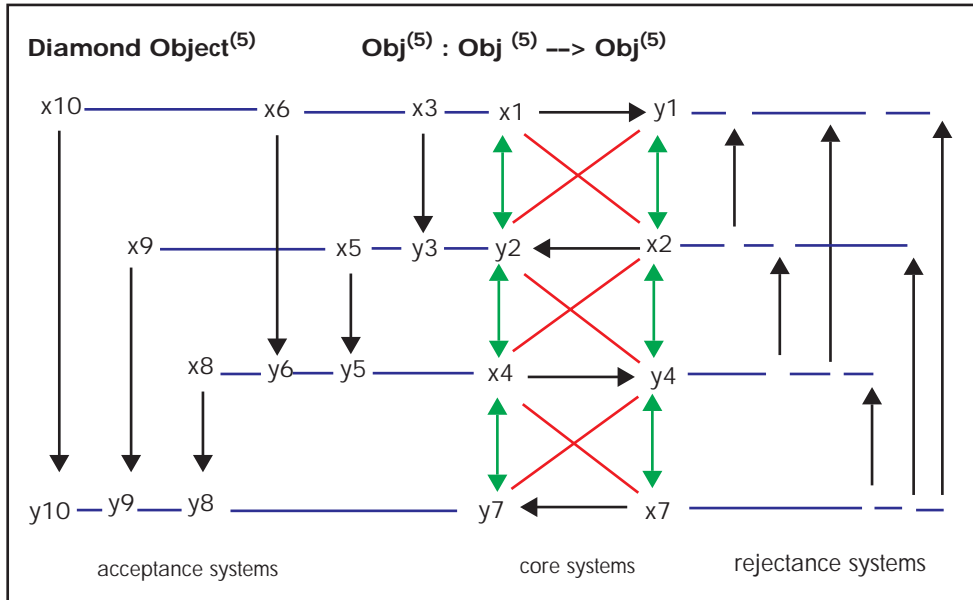 Diamond Object(5) Obj(5) : Obj (5) —-> Obj(5)
x10 x6 x3 x1 y1
x9 x5 y3 y2 x2
x8 y6 y5 x4 y4
y10 y9 y8 y7 x7
acceptance systems core systems rejectance systems